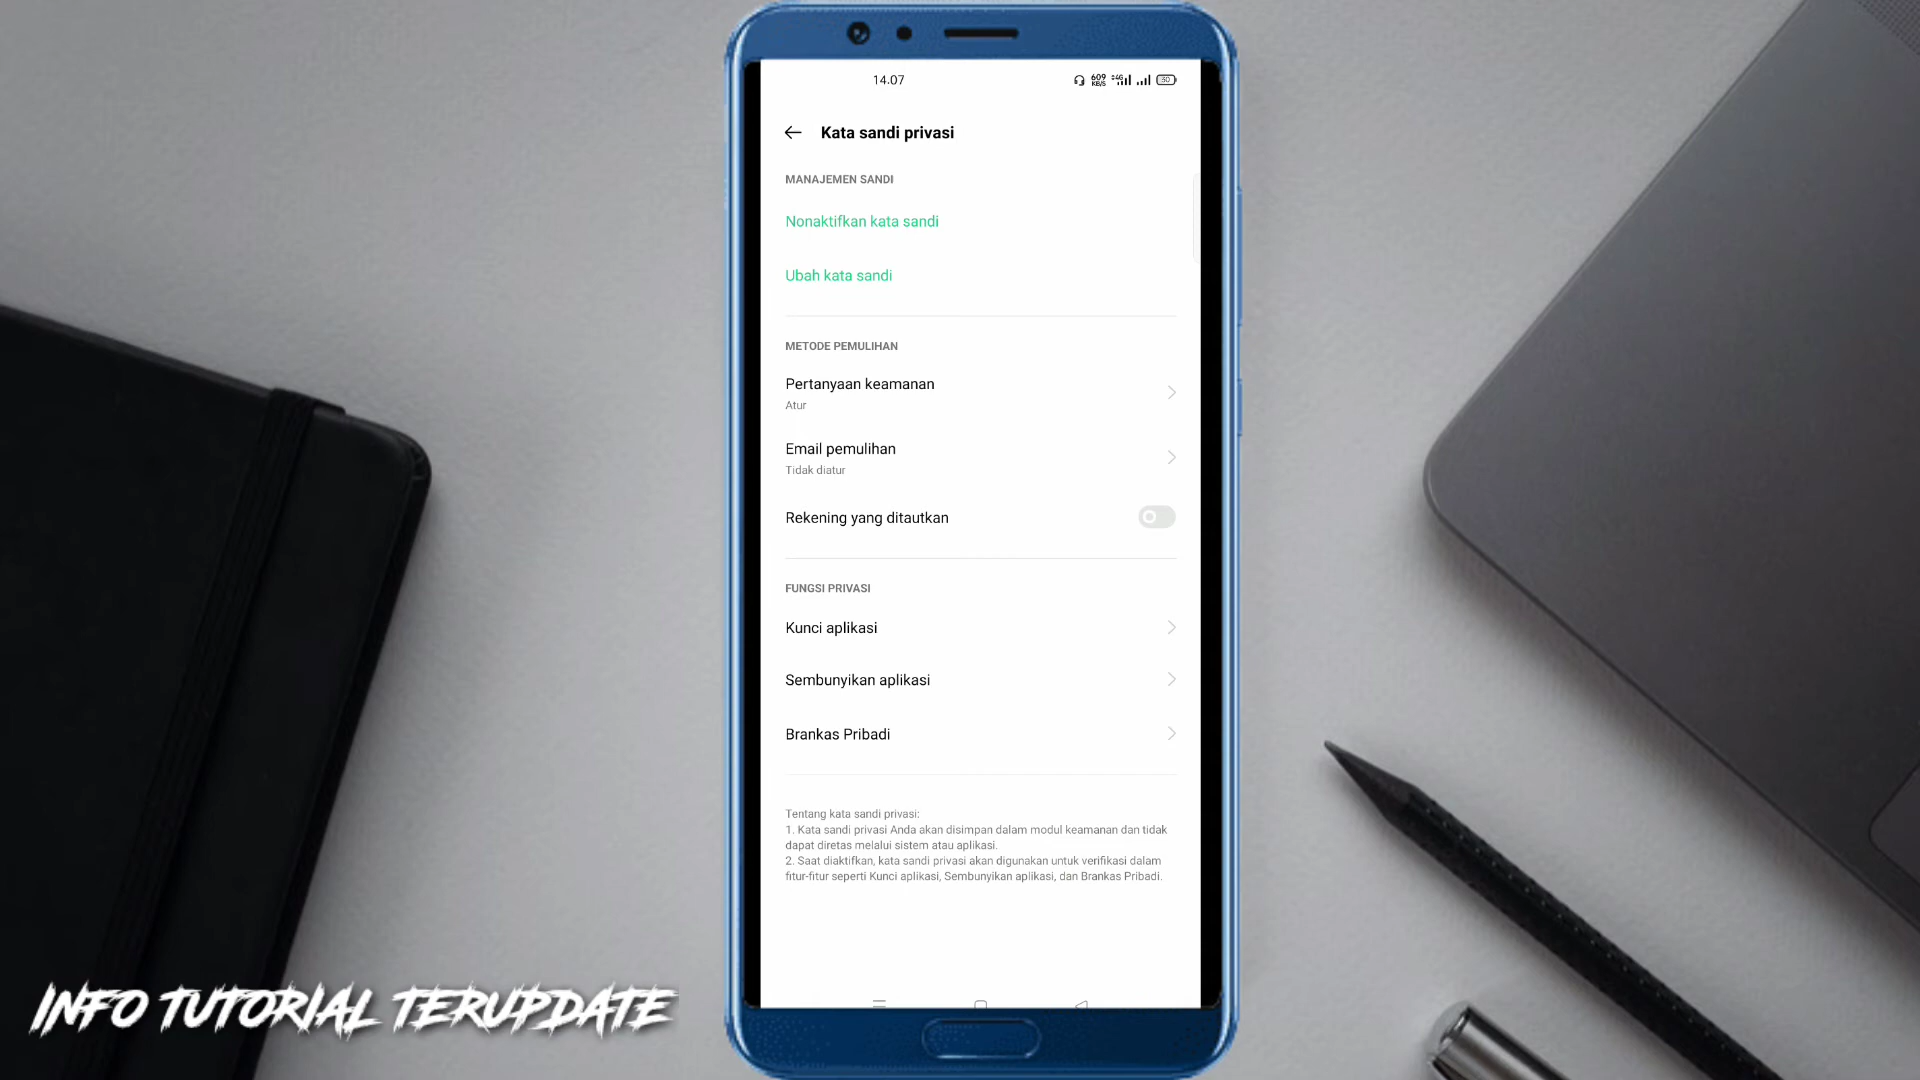 14.07
609
KB/S
4G
30
Kata sandi privasi
MANAJEMEN SANDI
Nonaktifkan kata sandi
Ubah kata sandi
METODE PEMULIHAN
Pertanyaan keamanan
Atur
Email pemulihan
Tidak diatur
Rekening yang ditautkan
FUNGSI PRIVASI
Kunci aplikasi
Sembunyikan aplikasi
Brankas Pribadi
Tentang kata sandi privasi:
1. Kata sandi privasi Anda akan disimpan dalam modul keamanan dan tidak
dapat diretas melalui sistem atau aplikasi.
2. Saat diaktifkan, kata sandi privasi akan digunakan untuk verifikasi dalam
fitur-fitur seperti Kunci aplikasi, Sembunyikan aplikasi, dan Brankas Pribadi.
INFO TUTORIAL TERUPDATE